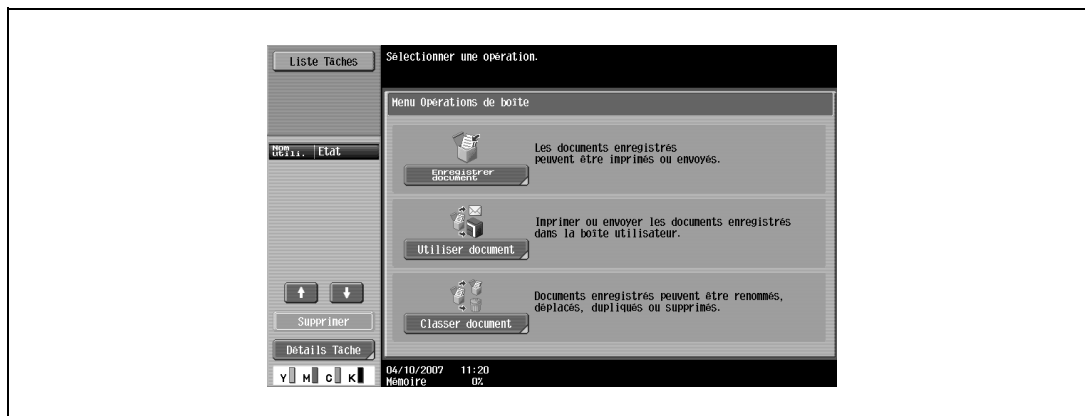 Liste Tâches
Sélectionner une opération.
Menu Opérations de boîte
Nom
utili.
Etat
Enregistrer
document
Les documents enregistrés
peuvent être imprimés ou envoyés.
Utiliser document
Imprimer ou envoyer les documents enregistrés
dans la boîte utilisateur.
Classer document
Documents enregistrés peuvent être renommés,
déplacés, dupliqués ou supprimés.
Supprimer
Détails Tâche
Y M C K
04/10/2007 11:20
Mémoire 0%